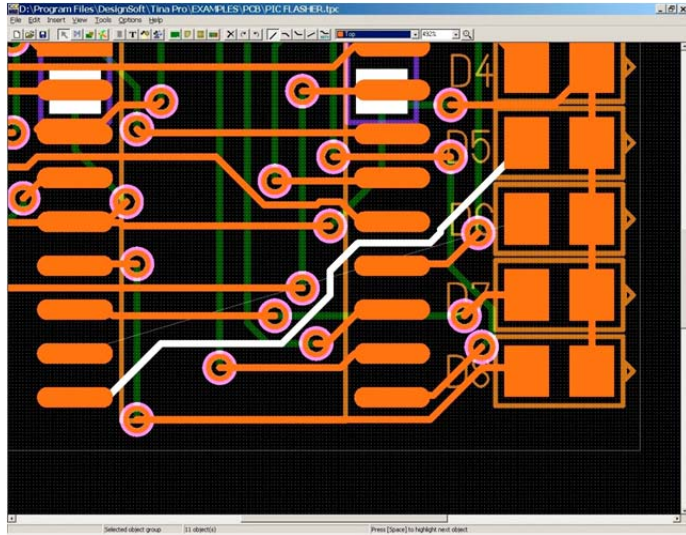 D:\Program Files\DesignSoft\Tina Pro\EXAMPLES\PCB\PIC FLASHER.tpc
File Edit Insert View Tools Options Help
T Top 492%
D4
D5
D6
D7
D8
Selected object group 11 object(s) Press [Space] to highlight next object